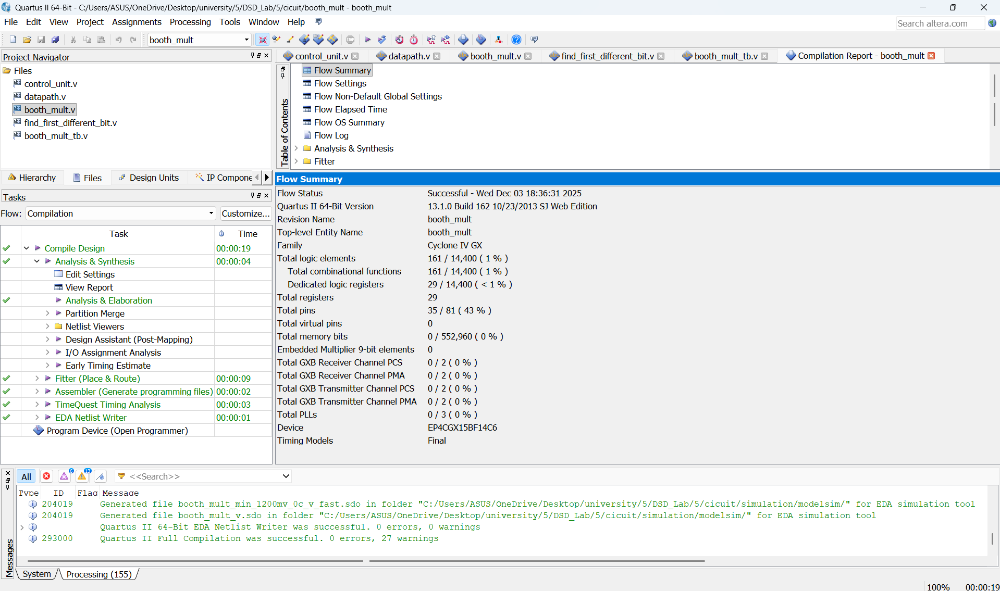 Quartus II 64-Bit - C:/Users/ASUS/OneDrive/Desktop/university/5/DSD_Lab/5/cicuit/booth_mult - booth_mult
File Edit View Project Assignments Processing Tools Window Help
Search altera.com
booth_mult
STOP
Project Navigator
Files
control_unit.v
datapath.v
booth_mult.v
find_first_different_bit.v
booth_mult_tb.v
Hierarchy Files Design Units IP Compone
Tasks
Flow: Compilation Customize...
Task Time
Compile Design 00:00:19
Analysis & Synthesis 00:00:04
Edit Settings
View Report
Analysis & Elaboration
Partition Merge
Netlist Viewers
Design Assistant (Post-Mapping)
I/O Assignment Analysis
Early Timing Estimate
Fitter (Place & Route) 00:00:09
Assembler (Generate programming files) 00:00:02
TimeQuest Timing Analysis 00:00:03
EDA Netlist Writer 00:00:01
Program Device (Open Programmer)
control_unit.v datapath.v booth_mult.v find_first_different_bit.v booth_mult_tb.v Compilation Report - booth_mult
Table of Contents
Flow Summary
Flow Settings
Flow Non-Default Global Settings
Flow Elapsed Time
Flow OS Summary
Flow Log
Analysis & Synthesis
Fitter
Flow Summary
Flow Status Successful - Wed Dec 03 18:36:31 2025
Quartus II 64-Bit Version 13.1.0 Build 162 10/23/2013 SJ Web Edition
Revision Name booth_mult
Top-level Entity Name booth_mult
Family Cyclone IV GX
Total logic elements 161 / 14,400 ( 1 % )
Total combinational functions 161 / 14,400 ( 1 % )
Dedicated logic registers 29 / 14,400 ( < 1 % )
Total registers 29
Total pins 35 / 81 ( 43 % )
Total virtual pins 0
Total memory bits 0 / 552,960 ( 0 % )
Embedded Multiplier 9-bit elements 0
Total GXB Receiver Channel PCS 0 / 2 ( 0 % )
Total GXB Receiver Channel PMA 0 / 2 ( 0 % )
Total GXB Transmitter Channel PCS 0 / 2 ( 0 % )
Total GXB Transmitter Channel PMA 0 / 2 ( 0 % )
Total PLLs 0 / 3 ( 0 % )
Device EP4CGX15BF14C6
Timing Models Final
Messages
All 6 13 <<Search>>
Type ID Flag Message
204019 Generated file booth_mult_min_1200mv_0c_v_fast.sdo in folder "C:/Users/ASUS/OneDrive/Desktop/university/5/DSD_Lab/5/cicuit/simulation/modelsim/" for EDA simulation tool
204019 Generated file booth_mult_v.sdo in folder "C:/Users/ASUS/OneDrive/Desktop/university/5/DSD_Lab/5/cicuit/simulation/modelsim/" for EDA simulation tool
Quartus II 64-Bit EDA Netlist Writer was successful. 0 errors, 0 warnings
293000 Quartus II Full Compilation was successful. 0 errors, 27 warnings
System Processing (155)
100% 00:00:19